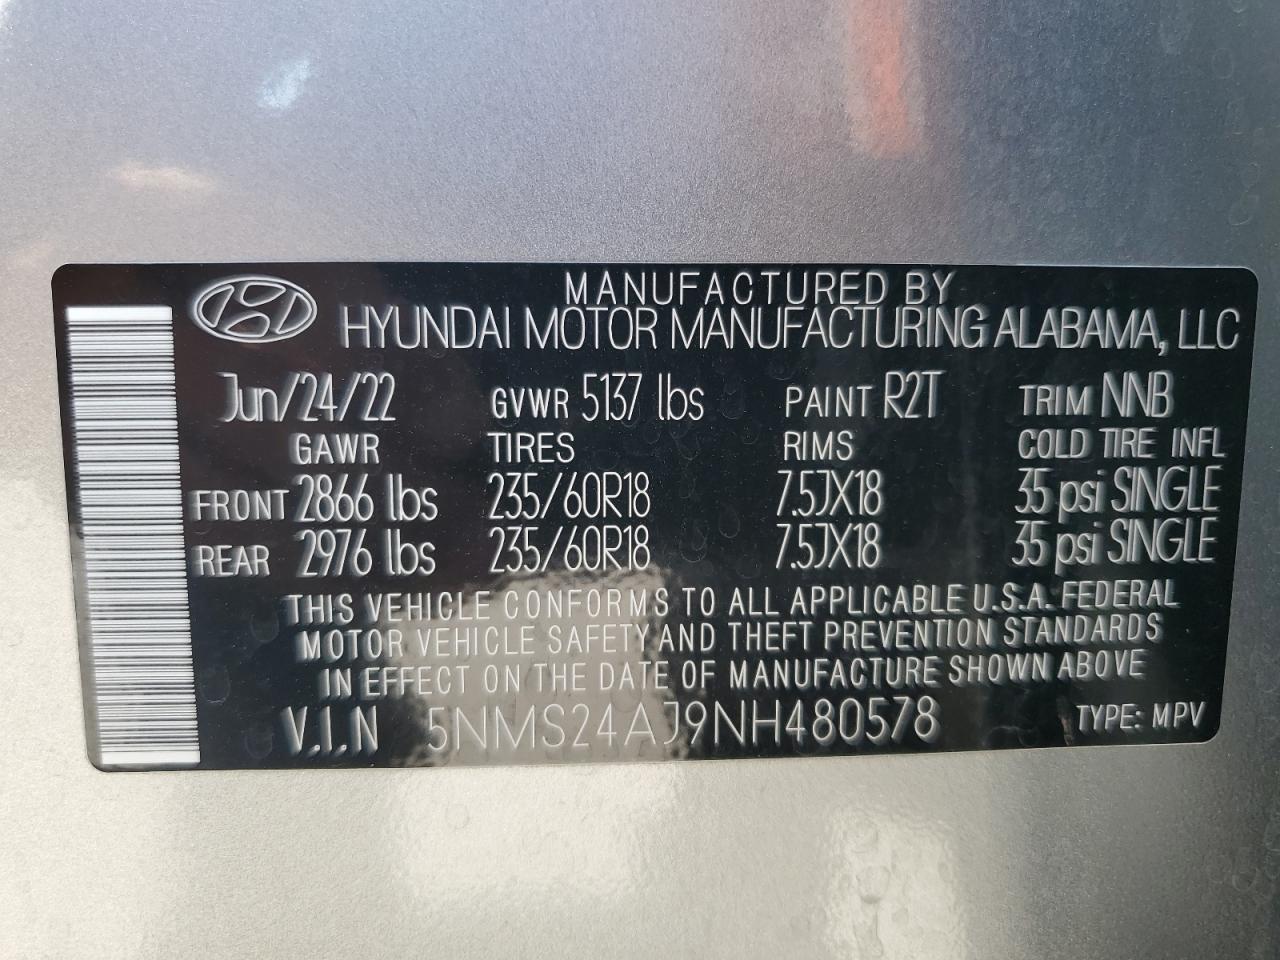 MANUFACTURED BY
HYUNDAI MOTOR MANUFACTURING ALABAMA, LLC
Jun/24/22 GVWR 5137 lbs PAINT R2T TRIM NNB
GAWR TIRES RIMS COLD TIRE INFL
FRONT 2866 lbs 235/60R18 7.5JX18 35 psi SINGLE
REAR 2976 lbs 235/60R18 7.5JX18 35 psi SINGLE
THIS VEHICLE CONFORMS TO ALL APPLICABLE U.S.A. FEDERAL
MOTOR VEHICLE SAFETY AND THEFT PREVENTION STANDARDS
IN EFFECT ON THE DATE OF MANUFACTURE SHOWN ABOVE
V.I.N 5NMS24AJ9NH480578 TYPE: MPV